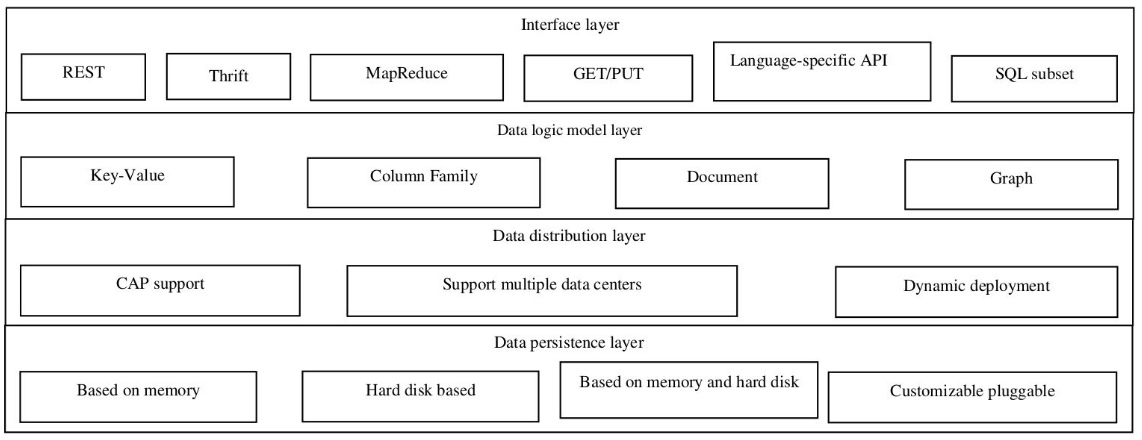 Interface layer
REST
Thrift
MapReduce
GET/PUT
Language-specific API
SQL subset
Data logic model layer
Key-Value
Column Family
Document
Graph
Data distribution layer
CAP support
Support multiple data centers
Dynamic deployment
Data persistence layer
Based on memory
Hard disk based
Based on memory and hard disk
Customizable pluggable